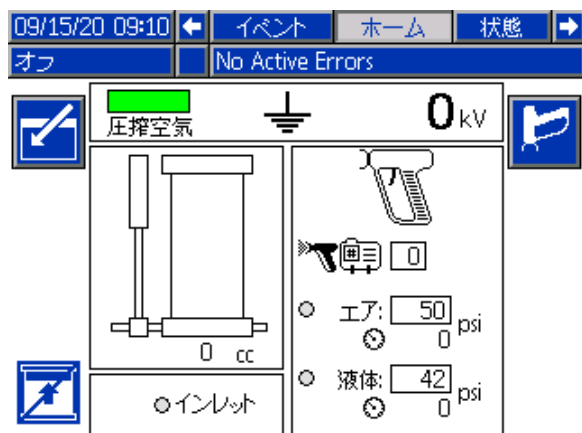 09/15/20 09:10 イベント ホーム 状態
オフ No Active Errors
圧搾空気 0 kV
0
エア: 50 psi
0
液体: 42 psi
0
0 cc
インレット